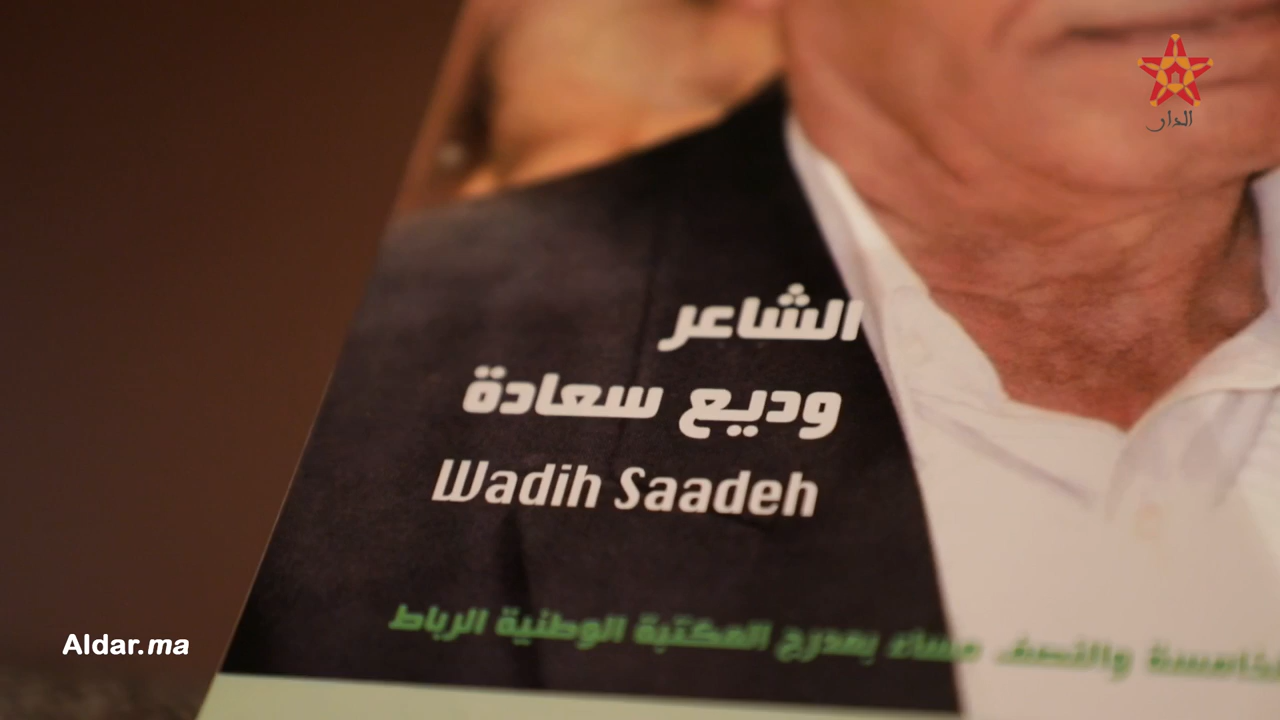 الدار
الشاعر
وديع سعادة
Wadih Saadeh
والنصف مساء بمدرج المكتبة الوطنية الرباط
Aldar.ma